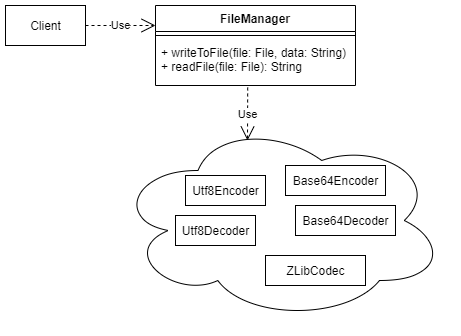 Client
Use
FileManager
+ writeToFile(file: File, data: String)
+ readFile(file: File): String
Use
Utf8Encoder
Base64Encoder
Utf8Decoder
Base64Decoder
ZLibCodec